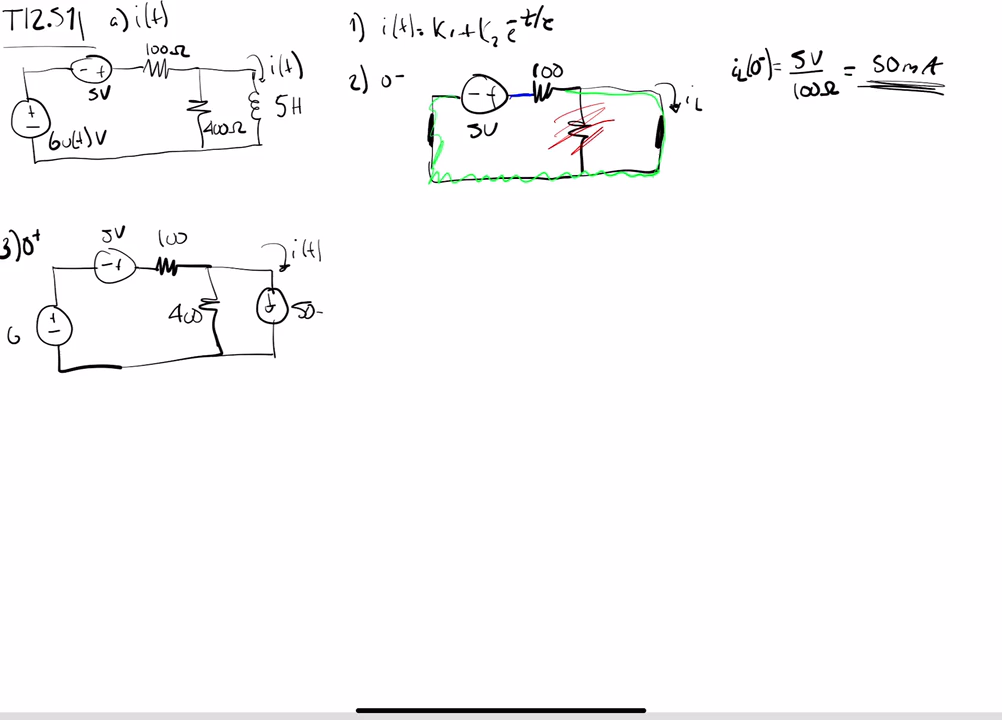 T12.51 a) i(t)
100Ω
- +
5V
i(t)
5H
400Ω
+
-
6u(t) V
1) i(t) = K₁ + K₂ e^-t/τ
2) 0⁻
100
- +
5V
iL
iL(0⁻) = 5V/100Ω = 50mA
3) 0⁺
5V
100
- +
i(t)
400
50-
6
+
-